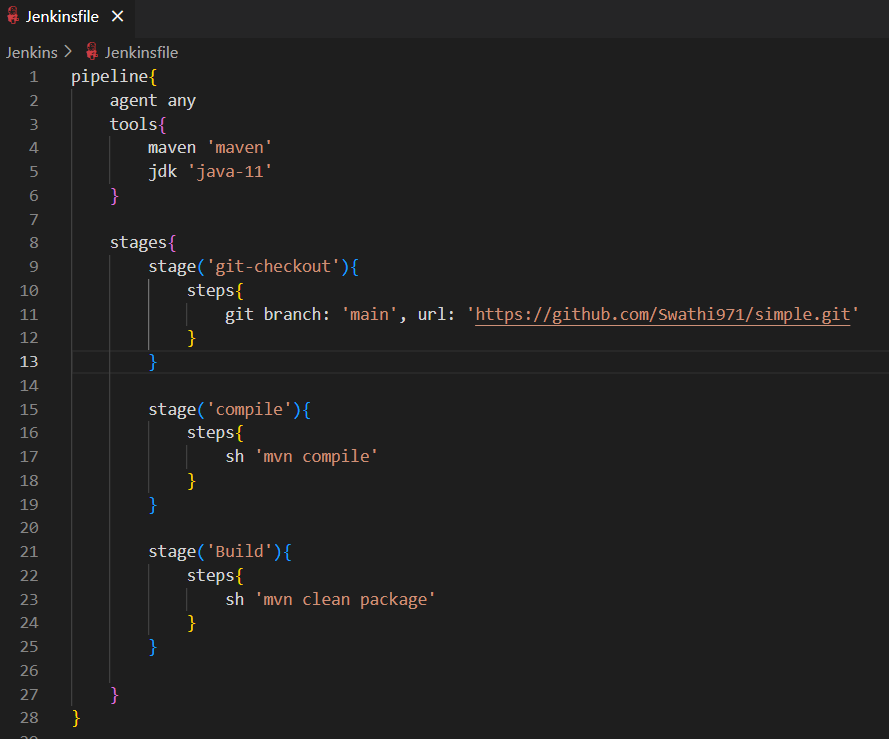 Jenkinsfile ✕
Jenkins > Jenkinsfile
1 pipeline{
2     agent any
3     tools{
4         maven 'maven'
5         jdk 'java-11'
6     }
7
8     stages{
9         stage('git-checkout'){
10             steps{
11                 git branch: 'main', url: 'https://github.com/Swathi971/simple.git'
12             }
13         }
14
15         stage('compile'){
16             steps{
17                 sh 'mvn compile'
18             }
19         }
20
21         stage('Build'){
22             steps{
23                 sh 'mvn clean package'
24             }
25         }
26
27     }
28 }